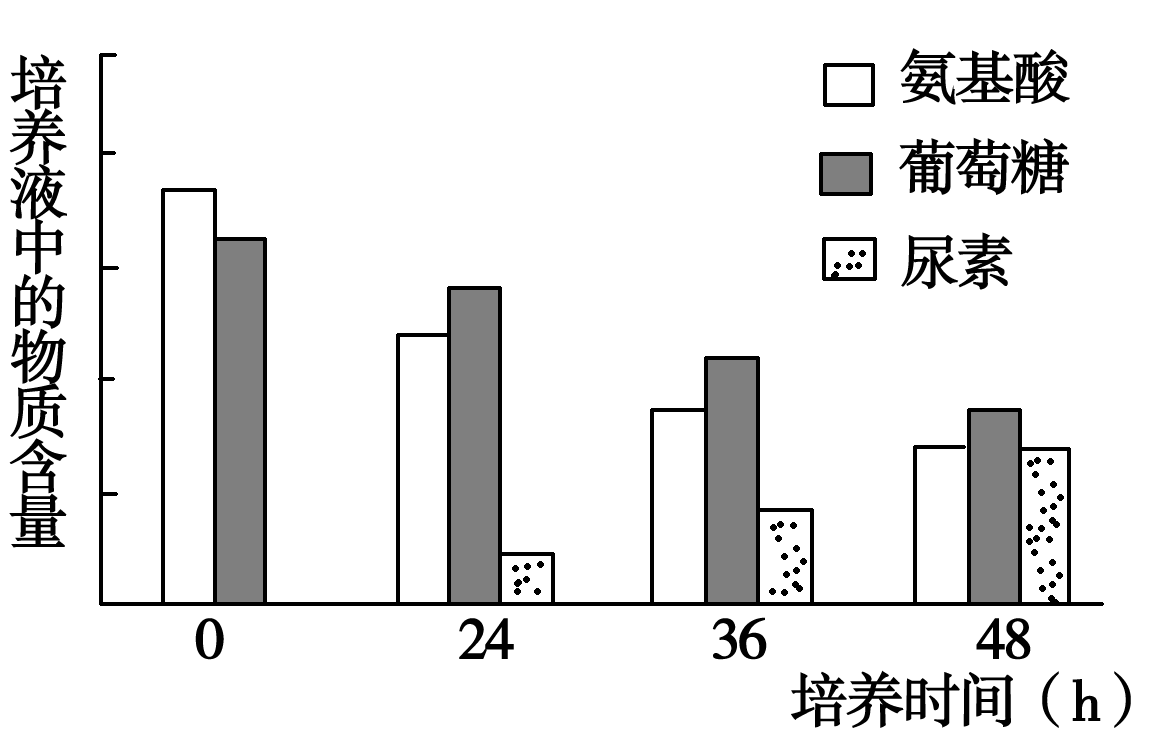 培养液中的物质含量
氨基酸
葡萄糖
尿素
0 24 36 48
培养时间（h）